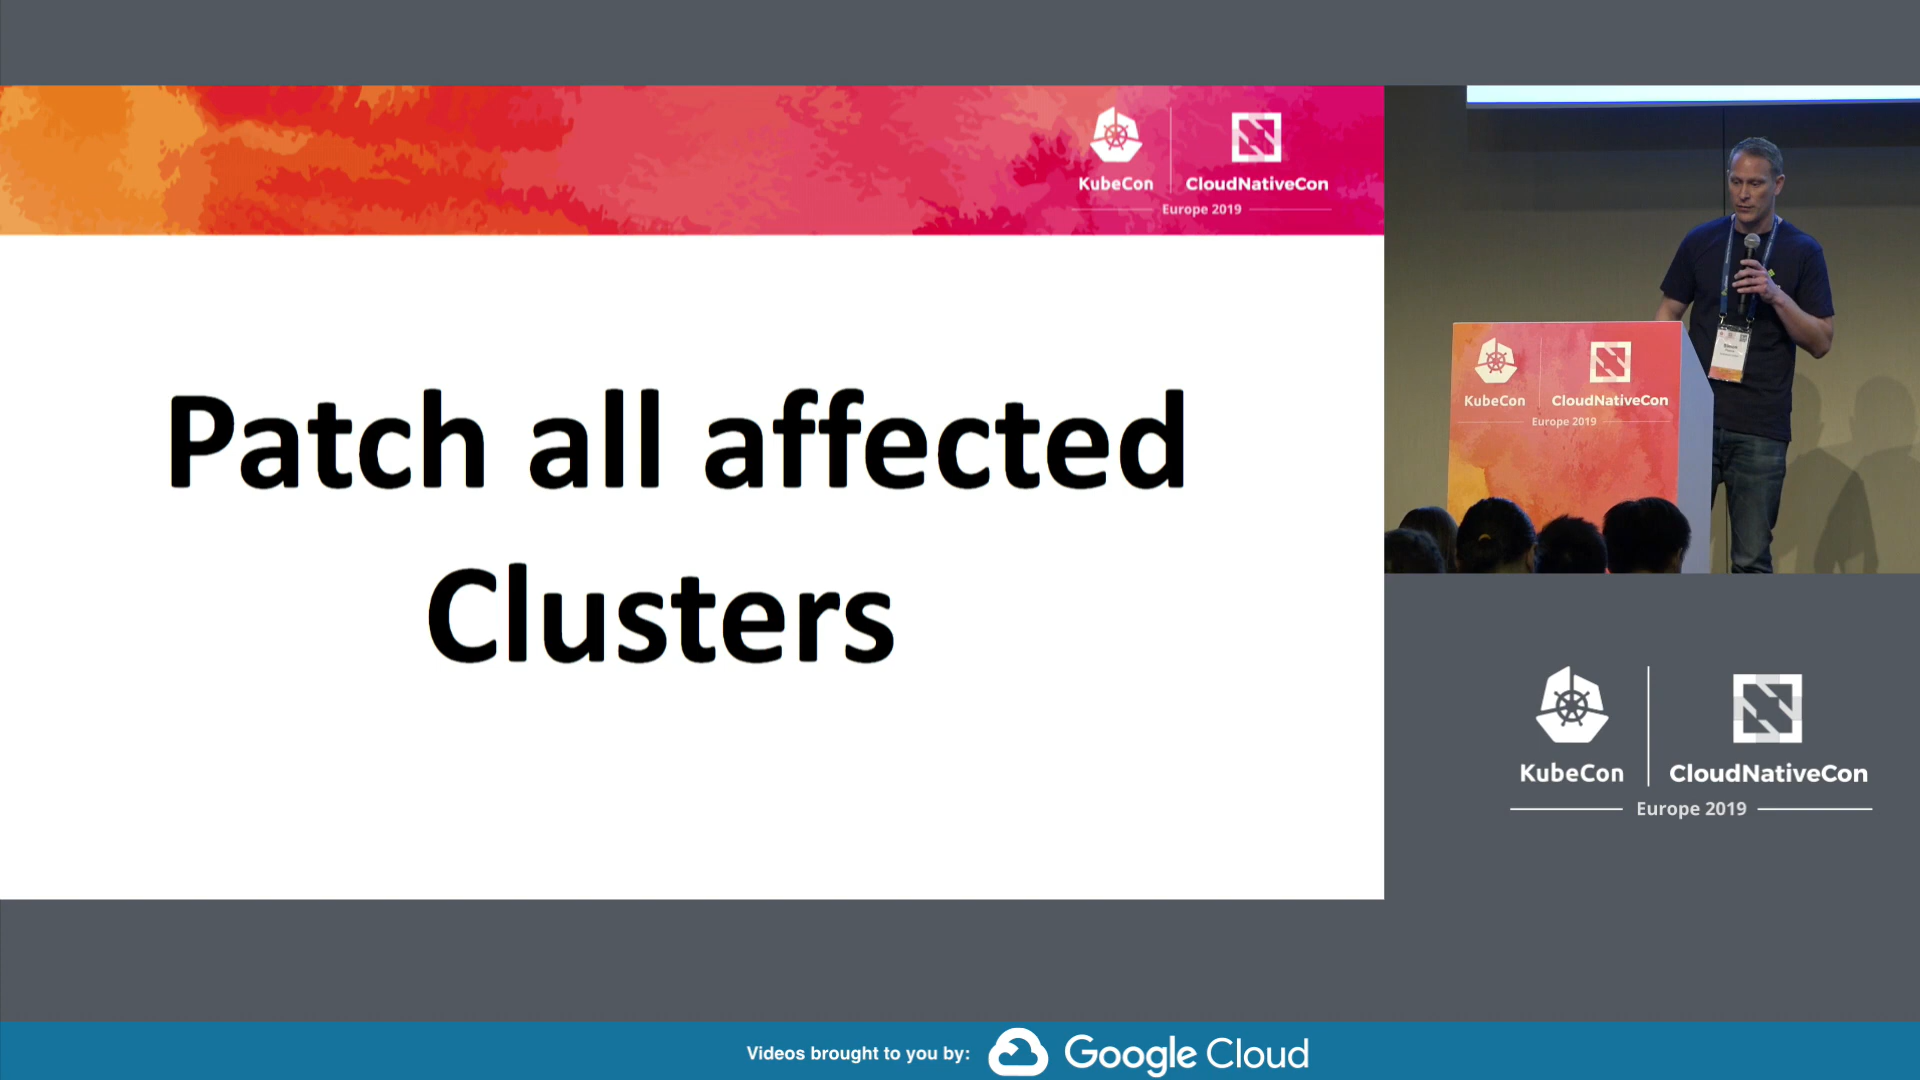 KubeCon
CloudNativeCon
Europe 2019
Patch all affected
Clusters
KubeCon
CloudNativeCon
Europe 2019
KubeCon
CloudNativeCon
Europe 2019
Videos brought to you by:
Google Cloud